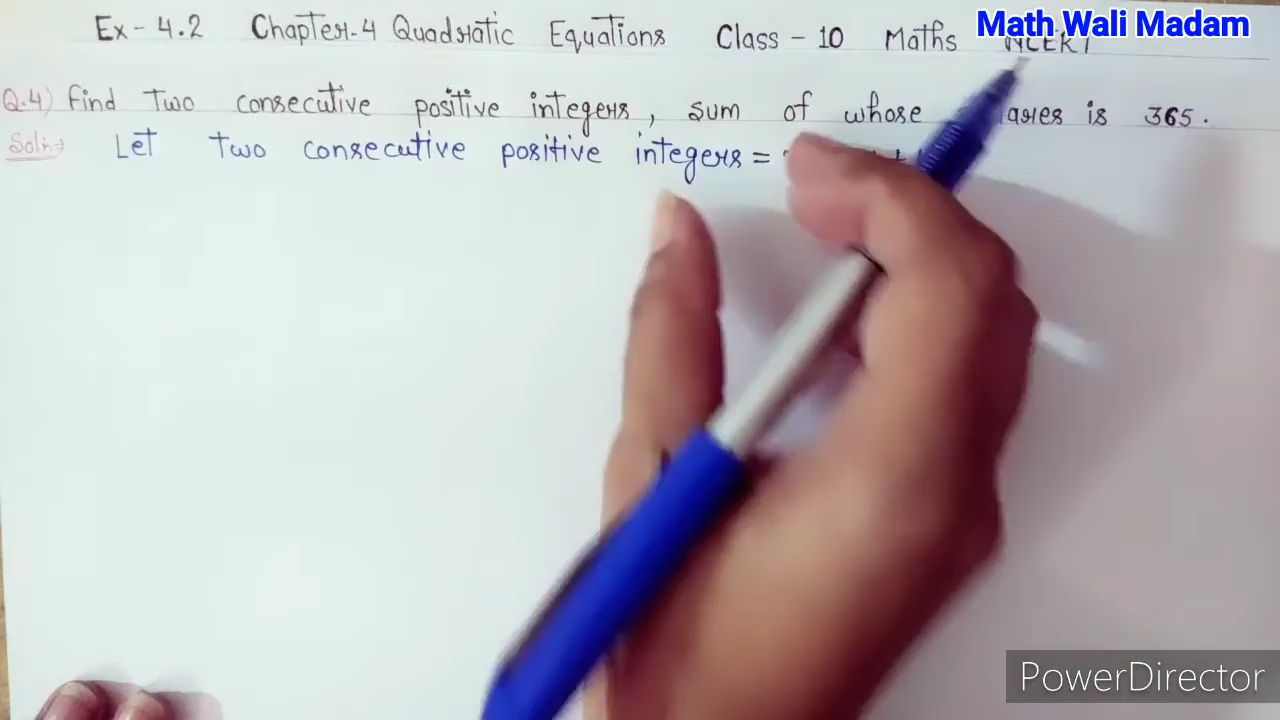 Ex - 4.2 Chapter-4 Quadratic Equations Class - 10 Maths
Math Wali Madam
Q.4) Find two consecutive positive integers, sum of whose is 365.
Soln:- Let two consecutive positive integers =
PowerDirector